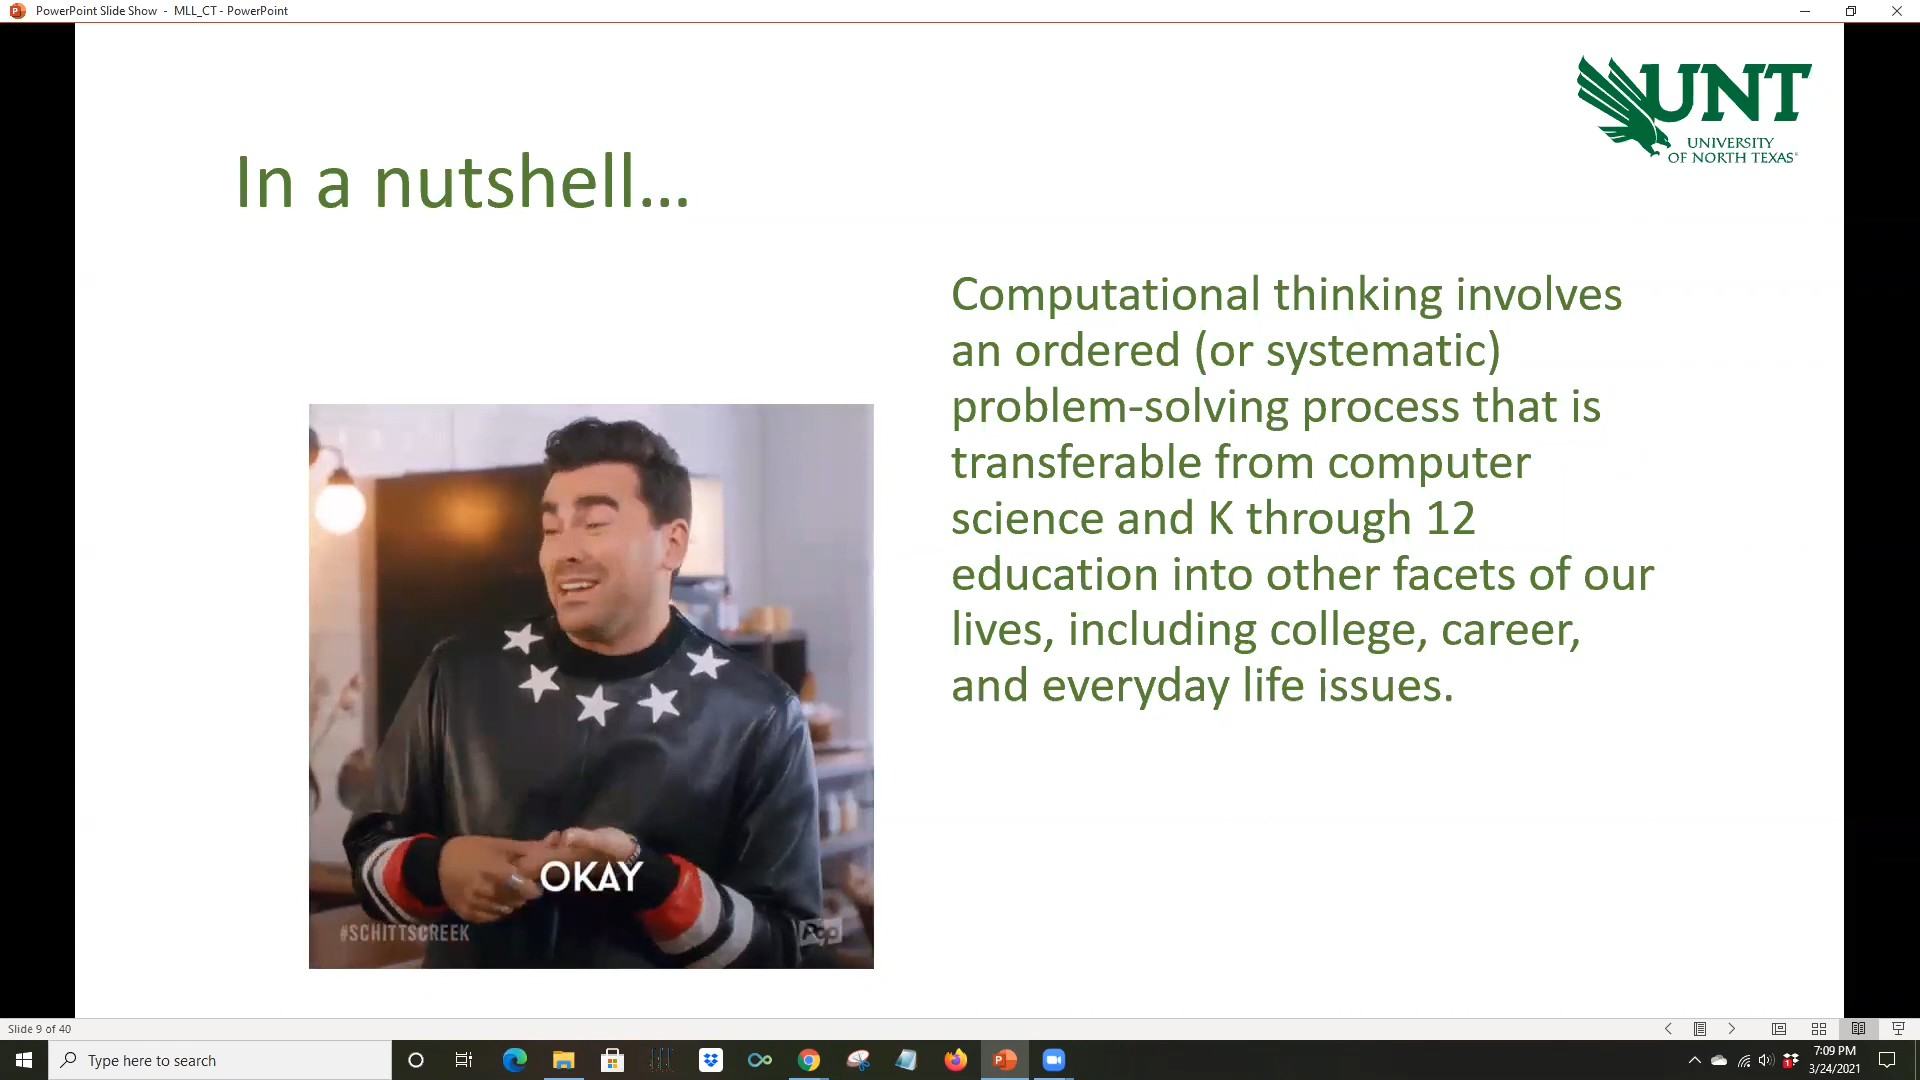 PowerPoint Slide Show - MLL_CT - PowerPoint
UNT
UNIVERSITY
OF NORTH TEXAS®
In a nutshell...
Computational thinking involves
an ordered (or systematic)
problem-solving process that is
transferable from computer
science and K through 12
education into other facets of our
lives, including college, career,
and everyday life issues.
OKAY
#SCHITTSCREEK
Pop
Slide 9 of 40
Type here to search
7:09 PM
3/24/2021